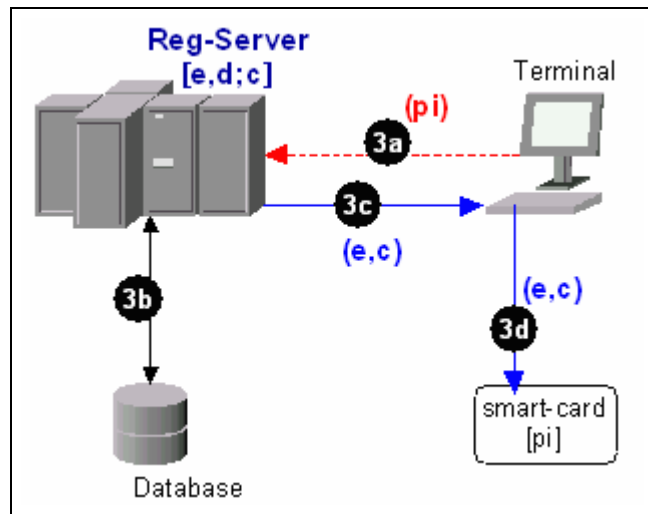 Reg-Server
[e,d;c]
Terminal
(pi)
3a
3c
(e,c)
(e,c)
3b
3d
smart-card
[pi]
Database